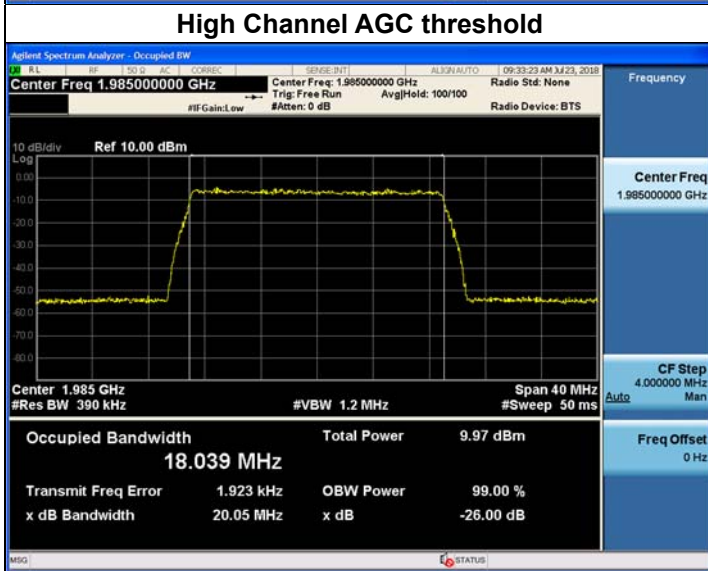 High Channel AGC threshold
Agilent Spectrum Analyzer - Occupied BW
RL RF 50 Ω AC CORREC SENSE:INT ALIGN AUTO 09:33:23 AM Jul 23, 2018
Center Freq 1.985000000 GHz
Center Freq: 1.985000000 GHz
Radio Std: None
Trig: Free Run Avg|Hold: 100/100
#IFGain:Low #Atten: 0 dB Radio Device: BTS
Frequency
10 dB/div Ref 10.00 dBm
Log
0.00
-10.0
-20.0
-30.0
-40.0
-50.0
-60.0
-70.0
-80.0
Center Freq
1.985000000 GHz
Center 1.985 GHz Span 40 MHz
#Res BW 390 kHz #VBW 1.2 MHz #Sweep 50 ms
CF Step
4.000000 MHz
Auto Man
Occupied Bandwidth Total Power 9.97 dBm
18.039 MHz
Transmit Freq Error 1.923 kHz OBW Power 99.00 %
x dB Bandwidth 20.05 MHz x dB -26.00 dB
Freq Offset
0 Hz
MSG STATUS